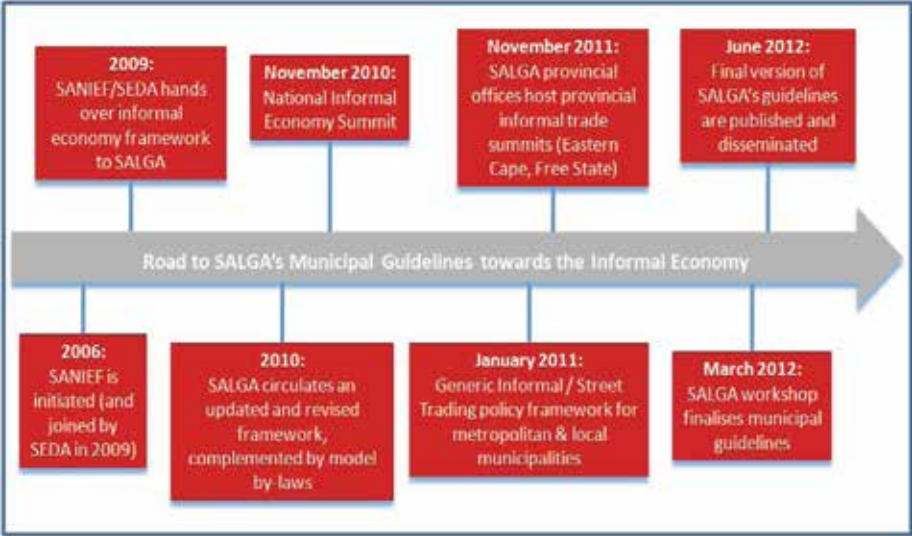 2009:
SANIEF/SEDA hands
over informal
economy framework
to SALGA
November 2010:
National Informal
Economy Summit
November 2011:
SALGA provincial
offices host provincial
informal trade
summits (Eastern
Cape, Free State)
June 2012:
Final version of
SALGA's guidelines
are published and
disseminated
Road to SALGA's Municipal Guidelines towards the Informal Economy
2006:
SANIEF is
initiated (and
joined by
SEDA in 2009)
2010:
SALGA circulates an
updated and revised
framework,
complemented by model
by-laws
January 2011:
Generic Informal / Street
Trading policy framework for
metropolitan & local
municipalities
March 2012:
SALGA workshop
finalises municipal
guidelines